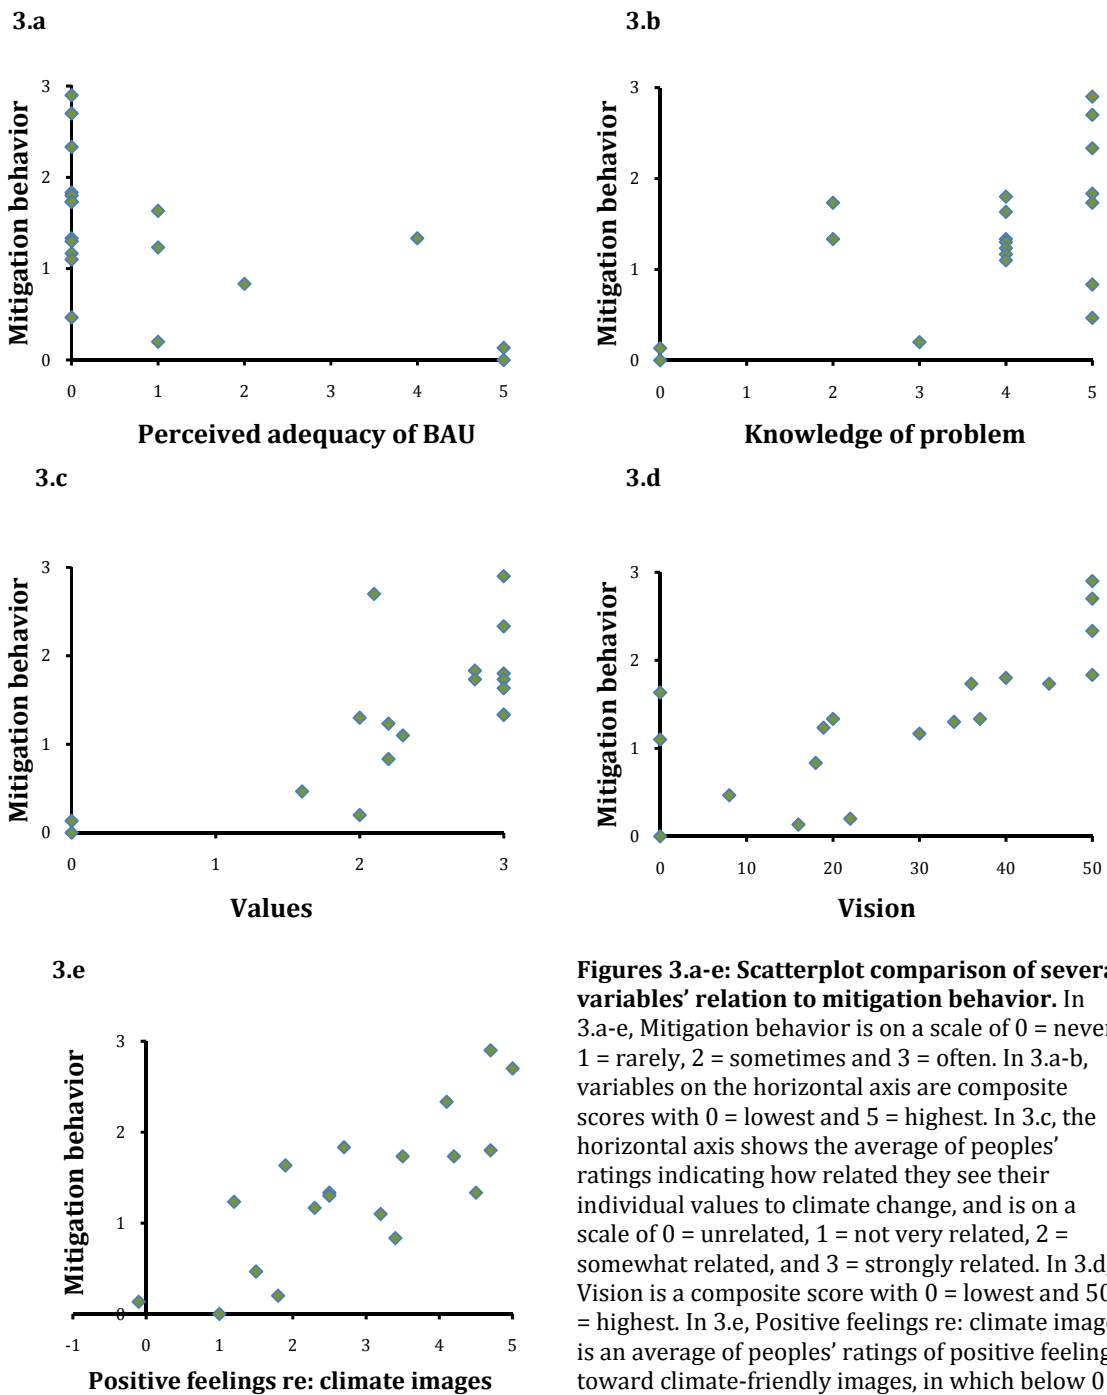 3.a
3.b
Mitigation behavior
3
2
1
0
0 1 2 3 4 5
Perceived adequacy of BAU
Mitigation behavior
3
2
1
0
0 1 2 3 4 5
Knowledge of problem
3.c
3.d
Mitigation behavior
3
2
1
0
0 1 2 3
Values
Mitigation behavior
3
2
1
0
0 10 20 30 40 50
Vision
3.e
Mitigation behavior
3
2
1
0
-1 0 1 2 3 4 5
Positive feelings re: climate images
Figures 3.a-e: Scatterplot comparison of severa
variables’ relation to mitigation behavior. In
3.a-e, Mitigation behavior is on a scale of 0 = never
1 = rarely, 2 = sometimes and 3 = often. In 3.a-b,
variables on the horizontal axis are composite
scores with 0 = lowest and 5 = highest. In 3.c, the
horizontal axis shows the average of peoples’
ratings indicating how related they see their
individual values to climate change, and is on a
scale of 0 = unrelated, 1 = not very related, 2 =
somewhat related, and 3 = strongly related. In 3.d,
Vision is a composite score with 0 = lowest and 50
= highest. In 3.e, Positive feelings re: climate image
is an average of peoples’ ratings of positive feeling
toward climate-friendly images, in which below 0